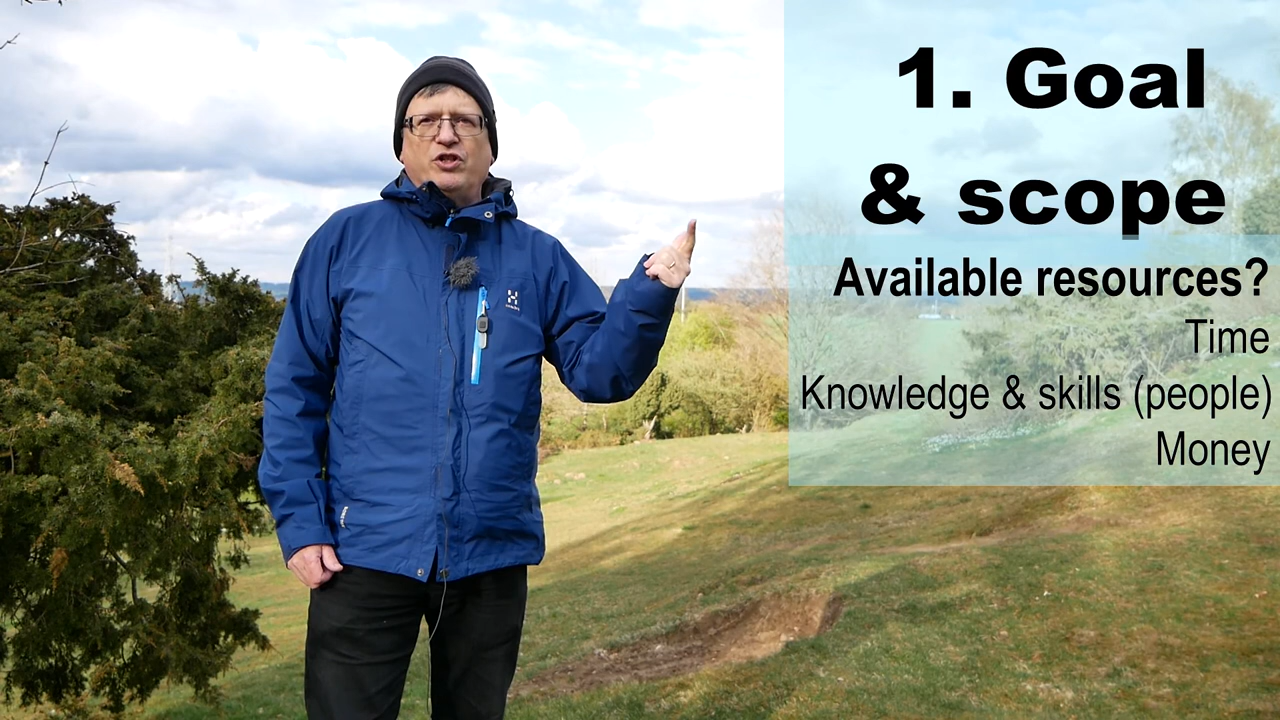 1. Goal
& scope
Available resources?
Time
Knowledge & skills (people)
Money